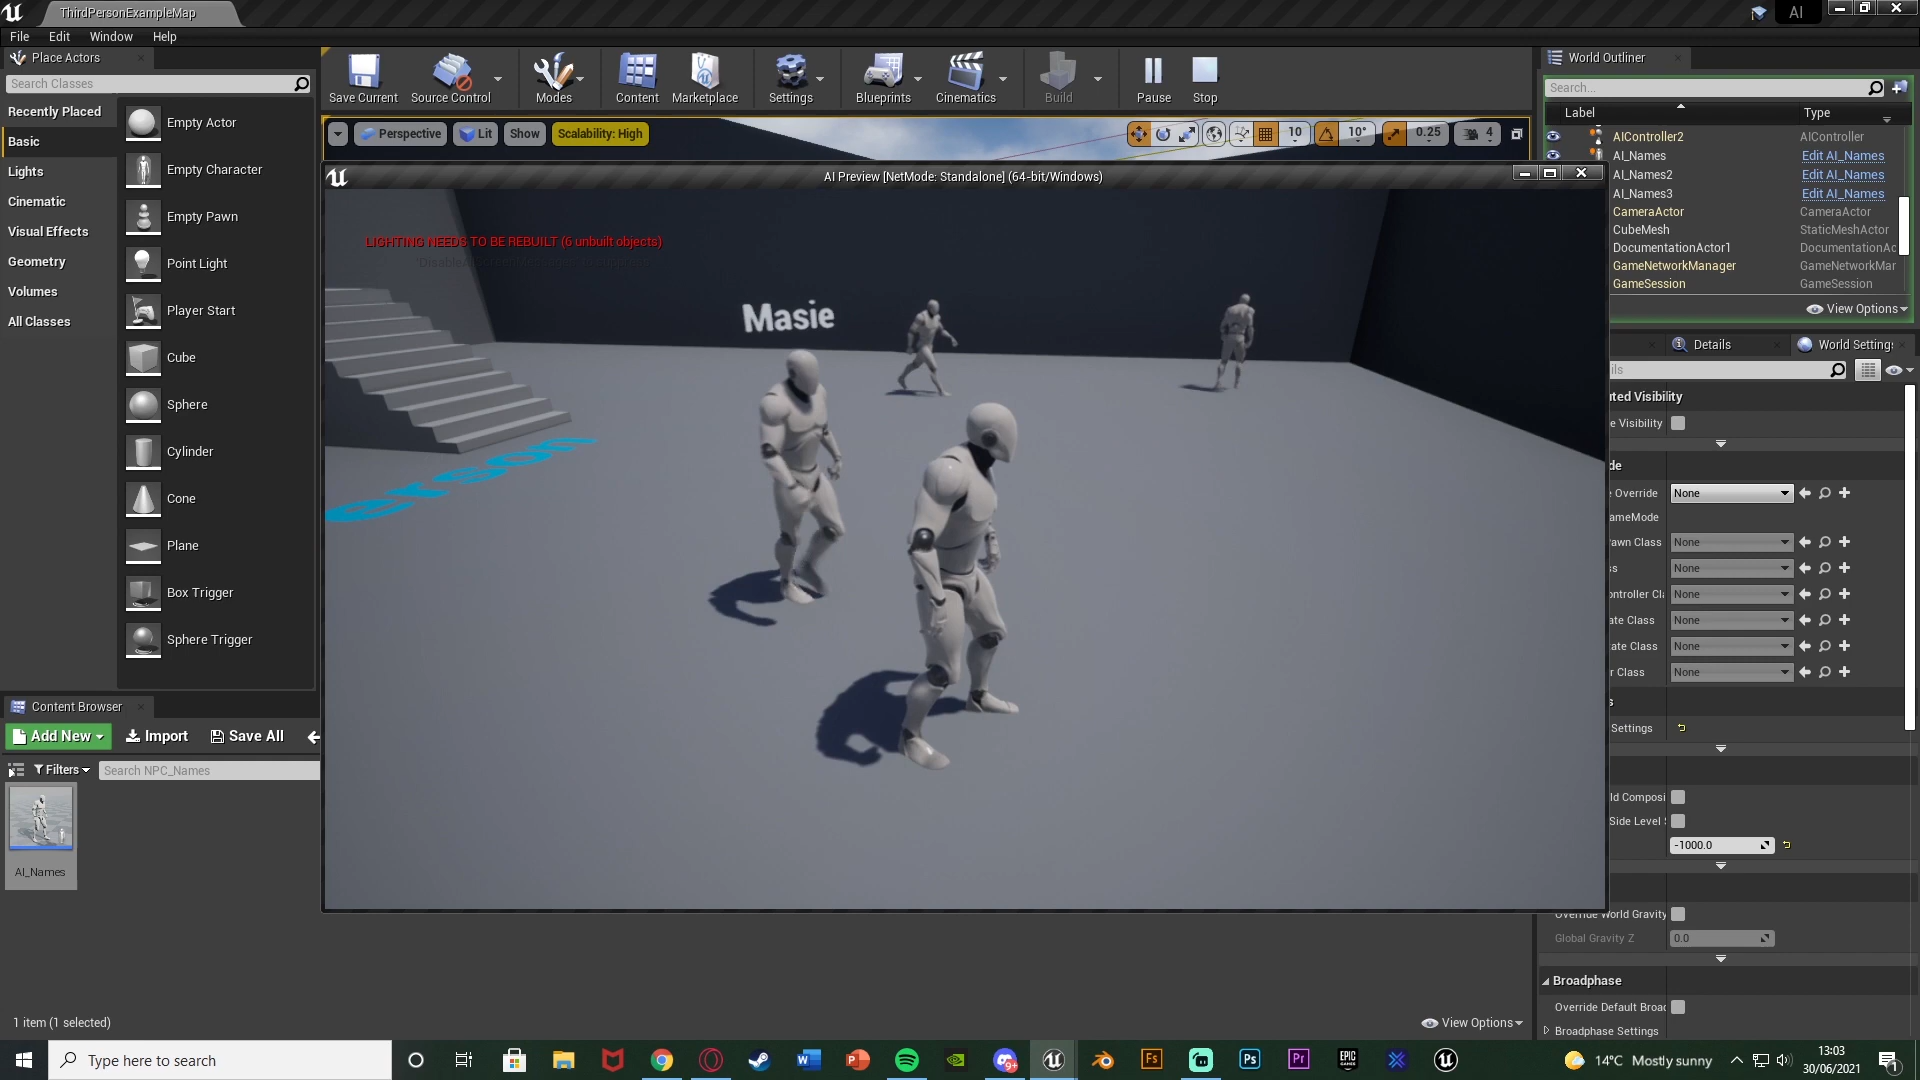 ThirdPersonExampleMap
AI
File Edit Window Help
Place Actors
Search Classes
Recently Placed
Basic
Lights
Cinematic
Visual Effects
Geometry
Volumes
All Classes
Empty Actor
Empty Character
Empty Pawn
Point Light
Player Start
Cube
Sphere
Cylinder
Cone
Plane
Box Trigger
Sphere Trigger
Save Current
Source Control
Modes
Content
Marketplace
Settings
Blueprints
Cinematics
Build
Pause
Stop
Perspective
Lit
Show
Scalability: High
10
10°
0.25
4
AI Preview [NetMode: Standalone] (64-bit/Windows)
LIGHTING NEEDS TO BE REBUILT (6 unbuilt objects)
Masie
World Outliner
Search...
Label Type
AIController2 AIController
AI_Names Edit AI_Names
AI_Names2 Edit AI_Names
AI_Names3 Edit AI_Names
CameraActor CameraActor
CubeMesh StaticMeshActor
DocumentationActor1 DocumentationAc
GameNetworkManager GameNetworkMar
GameSession GameSession
View Options
Details
World Settings
ils
uted Visibility
e Visibility
de
e Override None
ameMode
awn Class None
ss None
ontroller Cla None
ate Class None
tate Class None
r Class None
s
Settings
ld Composi
Side Level S
-1000.0
Override World Gravity
Global Gravity Z 0.0
Broadphase
Override Default Broad
Broadphase Settings
Content Browser
Add New Import Save All
Filters Search NPC_Names
AI_Names
1 item (1 selected)
View Options
Type here to search
14°C Mostly sunny
13:03
30/06/2021